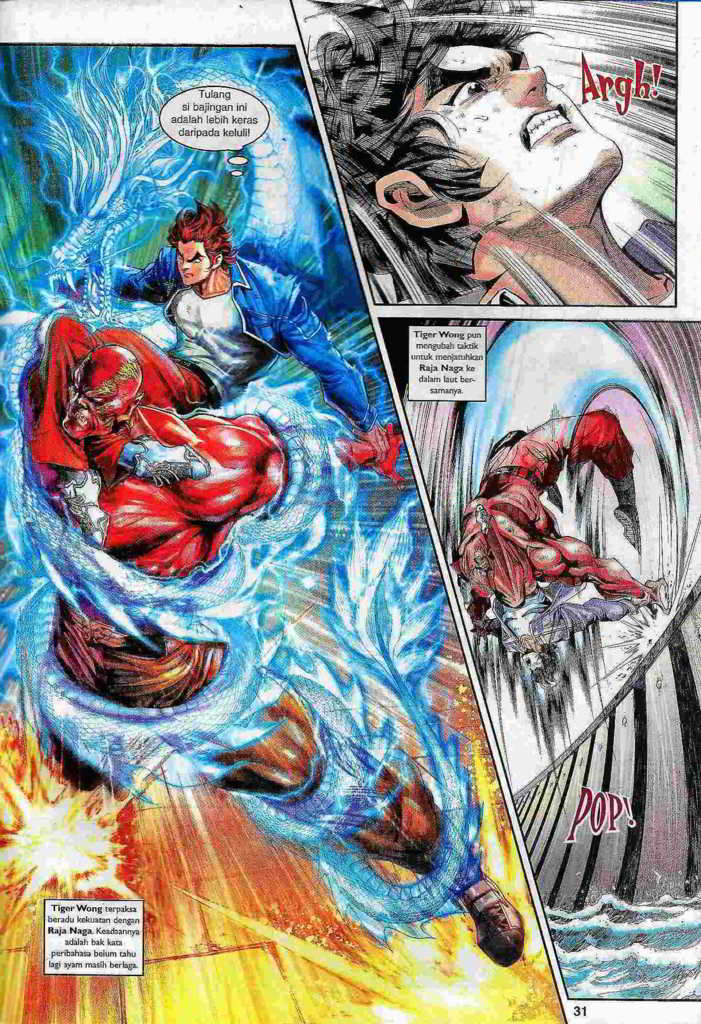 Tulang
si bajingan ini
adalah lebih keras
daripada keluli!
Tiger Wong terpaksa
beradu kekuatan dengan
Raja Naga. Keadaannya
adalah bak kata
peribahasa belum tahu
lagi ayam masih berlaga.
Argh!
Tiger Wong pun
mengubah taktik
untuk menjatuhkan
Raja Naga ke
dalam laut ber-
samanya.
POP!
31